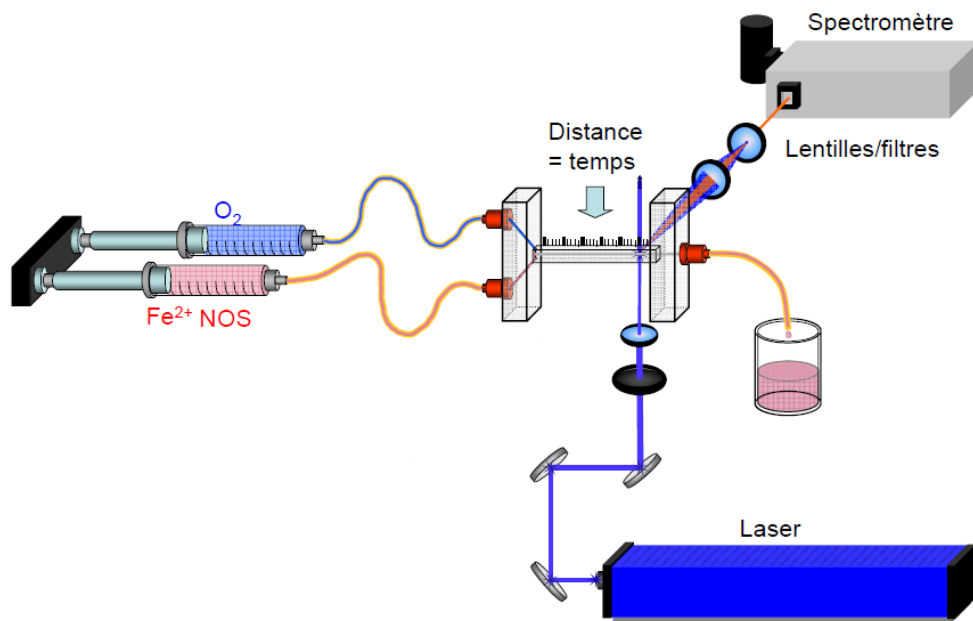 Spectromètre
Distance
= temps
Lentilles/filtres
O₂
Fe²⁺ NOS
Laser